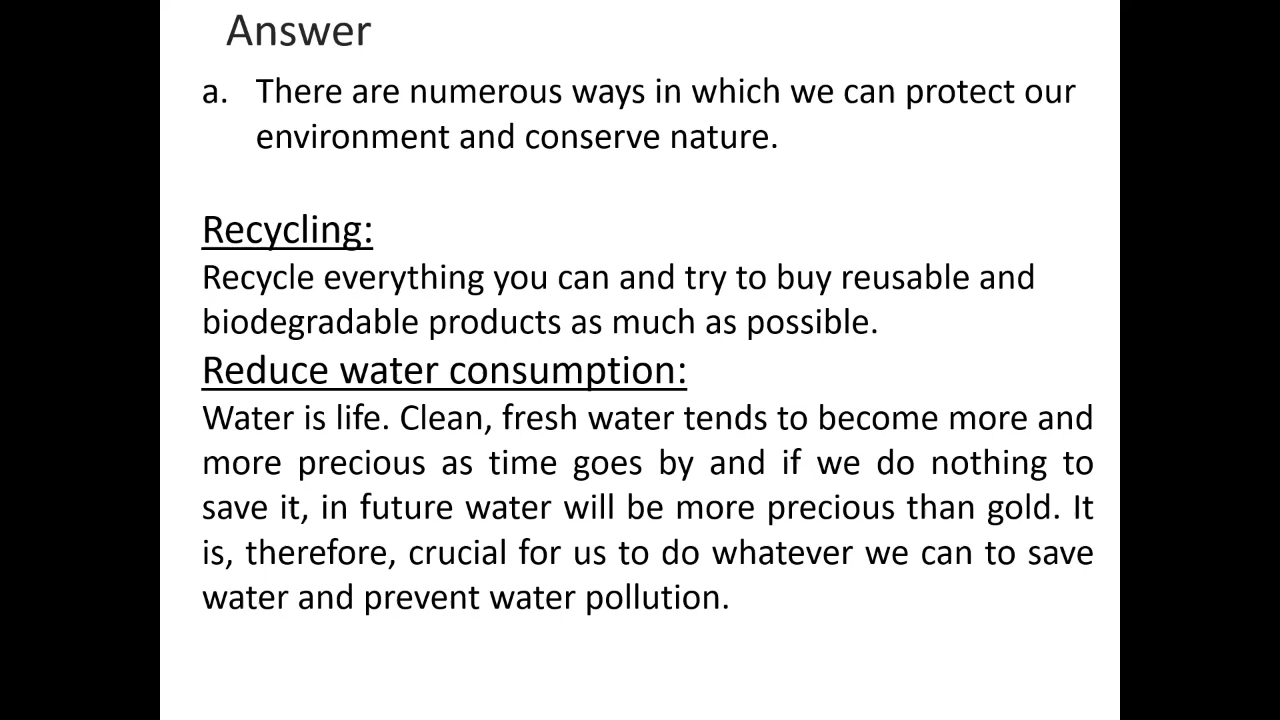 Answer
a. There are numerous ways in which we can protect our
environment and conserve nature.
Recycling:
Recycle everything you can and try to buy reusable and
biodegradable products as much as possible.
Reduce water consumption:
Water is life. Clean, fresh water tends to become more and
more precious as time goes by and if we do nothing to
save it, in future water will be more precious than gold. It
is, therefore, crucial for us to do whatever we can to save
water and prevent water pollution.